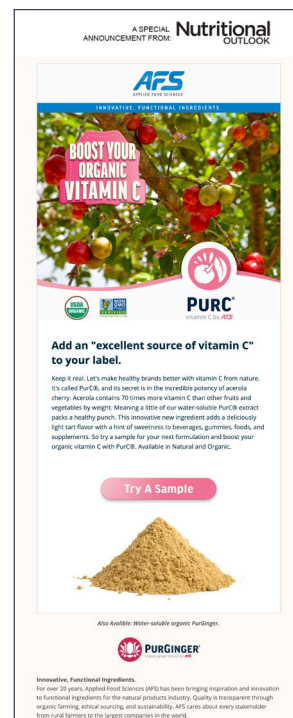 A SPECIAL
ANNOUNCEMENT FROM:
Nutritional
OUTLOOK
AFS
APPLIED FOOD SCIENCES
INNOVATIVE, FUNCTIONAL INGREDIENTS.
BOOST YOUR
ORGANIC
VITAMIN C
USDA
ORGANIC
NON
GMO
VERIFIED
PURC®
vitamin C by AFS
Add an "excellent source of vitamin C"
to your label.
Keep it real. Let's make healthy brands better with vitamin C from nature.
It's called PurC®, and its secret is in the incredible potency of acerola
cherry. Acerola contains 70 times more vitamin C than other fruits and
vegetables by weight. Meaning a little of our water-soluble PurC® extract
packs a healthy punch. This innovative new ingredient adds a deliciously
light tart flavor with a hint of sweetness to beverages, gummies, foods, and
supplements. So try a sample for your next formulation and boost your
organic vitamin C with PurC®. Available in Natural and Organic.
Try A Sample
Also Avalible: Water-soluble organic PurGinger.
PURGINGER®
Innovative, Functional Ingredients.
For over 20 years, Applied Food Sciences (AFS) has been bringing inspiration and innovation
to functional ingredients for the natural products industry. Quality is transparent through
organic farming, ethical sourcing, and sustainability. AFS cares about every stakeholder
from rural farmers to the largest companies in the world.